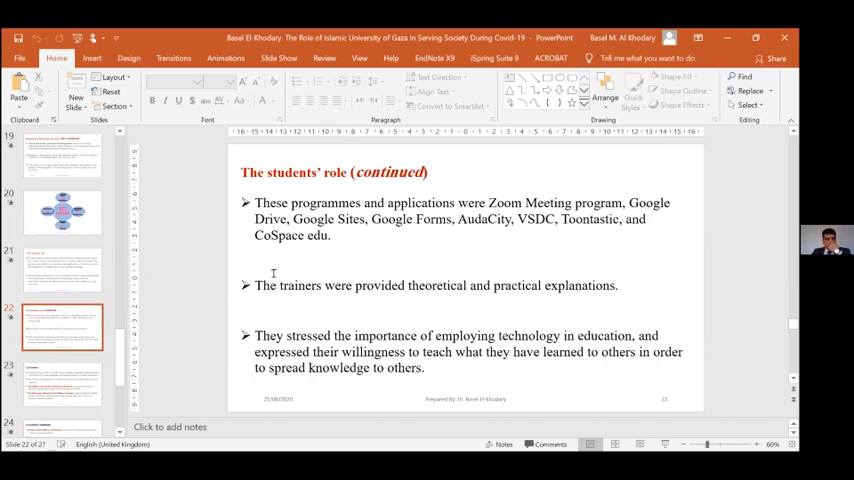 Basel El-Khodary. The Role of Islamic University of Gaza in Serving Society During Covid-19 - PowerPoint
Basel M. Al Khodary
File Home Insert Design Transitions Animations Slide Show Review View Help EndNote X9 iSpring Suite 9 ACROBAT Tell me what you want to do Share
Paste
New Slide
Layout
Reset
Section
Text Direction
Align Text
Convert to SmartArt
Arrange
Quick Styles
Shape Fill
Shape Outline
Shape Effects
Find
Replace
Select
Clipboard Slides Font Paragraph Drawing Editing
19
20
21
22
23
24
The students' role (continued)
These programmes and applications were Zoom Meeting program, Google
Drive, Google Sites, Google Forms, AudaCity, VSDC, Toontastic, and
CoSpace edu.
The trainers were provided theoretical and practical explanations.
They stressed the importance of employing technology in education, and
expressed their willingness to teach what they have learned to others in order
to spread knowledge to others.
25/08/2020 Prepared By: Dr. Basel El-Khodary 22
Click to add notes
Slide 22 of 27 English (United Kingdom) Notes Comments 60%